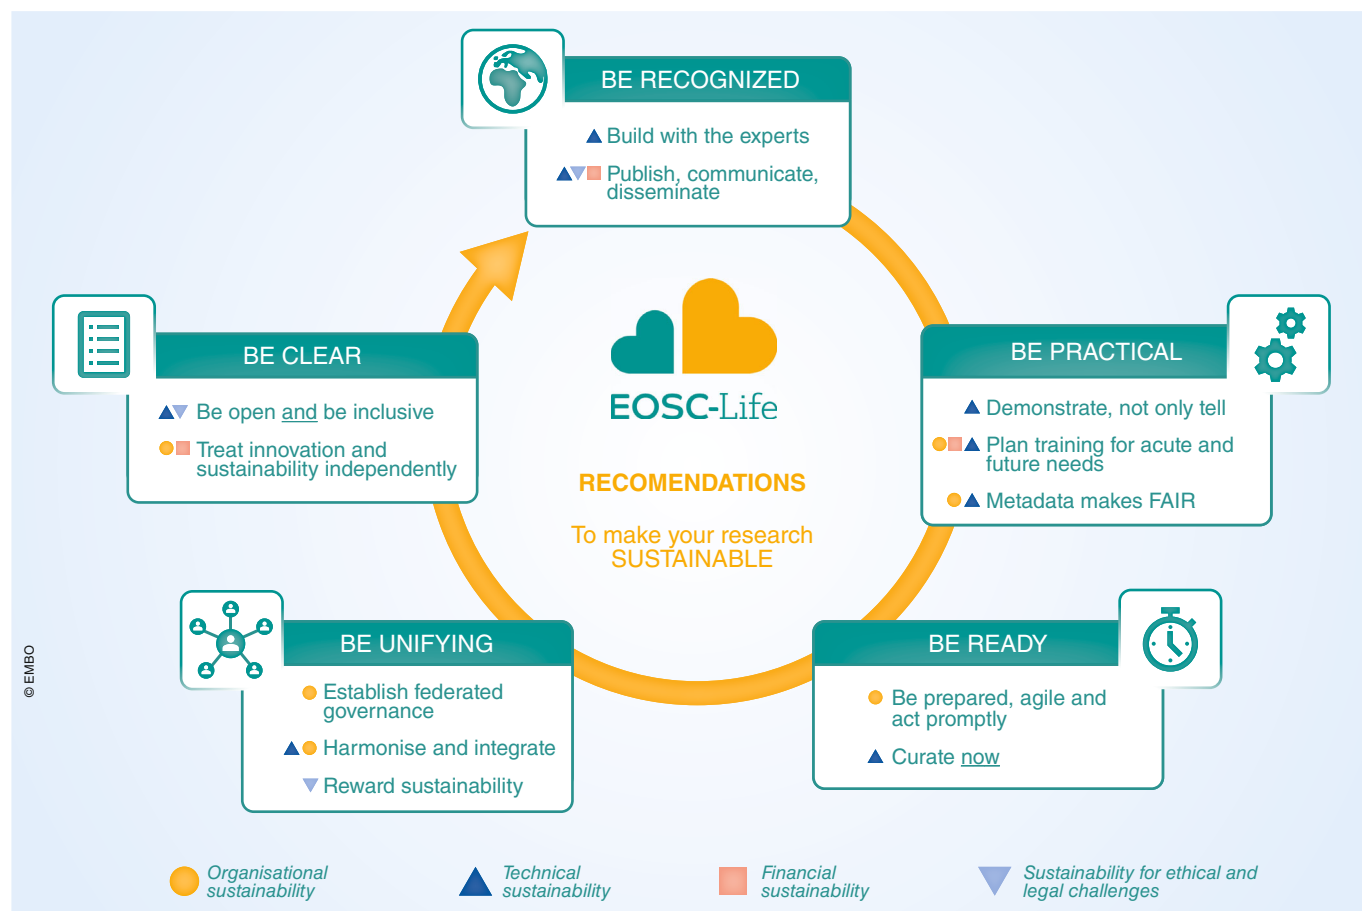 BE RECOGNIZED
Build with the experts
Publish, communicate,
disseminate
BE PRACTICAL
Demonstrate, not only tell
Plan training for acute and
future needs
Metadata makes FAIR
BE READY
Be prepared, agile and
act promptly
Curate now
BE UNIFYING
Establish federated
governance
Harmonise and integrate
Reward sustainability
BE CLEAR
Be open and be inclusive
Treat innovation and
sustainability independently
EOSC-Life
RECOMENDATIONS
To make your research
SUSTAINABLE
© EMBO
Organisational
sustainability
Technical
sustainability
Financial
sustainability
Sustainability for ethical and
legal challenges